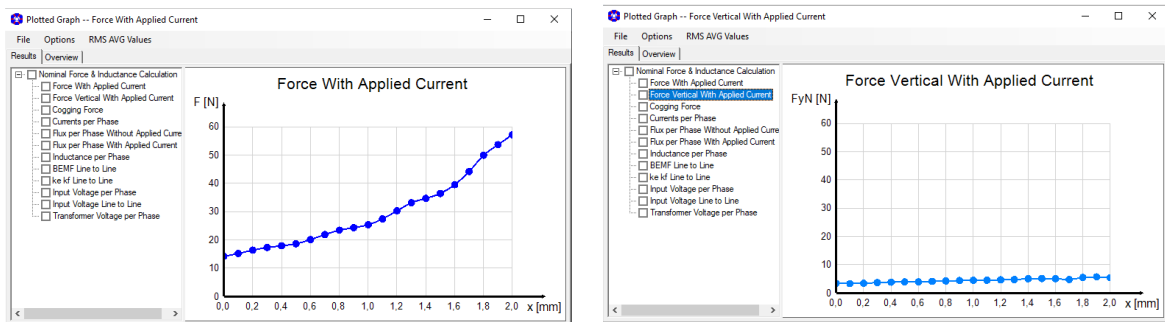 Plotted Graph -- Force With Applied Current
File Options RMS AVG Values
Results Overview
Nominal Force & Inductance Calculation
Force With Applied Current
Force Vertical With Applied Current
Cogging Force
Currents per Phase
Flux per Phase Without Applied Curre
Flux per Phase With Applied Current
Inductance per Phase
BEMF Line to Line
ke kf Line to Line
Input Voltage per Phase
Input Voltage Line to Line
Transformer Voltage per Phase
Force With Applied Current
F [N]
60
50
40
30
20
10
0
0,0 0,2 0,4 0,6 0,8 1,0 1,2 1,4 1,6 1,8 2,0 x [mm]
Plotted Graph -- Force Vertical With Applied Current
File Options RMS AVG Values
Results Overview
Nominal Force & Inductance Calculation
Force With Applied Current
Force Vertical With Applied Current
Cogging Force
Currents per Phase
Flux per Phase Without Applied Curre
Flux per Phase With Applied Current
Inductance per Phase
BEMF Line to Line
ke kf Line to Line
Input Voltage per Phase
Input Voltage Line to Line
Transformer Voltage per Phase
Force Vertical With Applied Current
FyN [N]
60
50
40
30
20
10
0
0,0 0,2 0,4 0,6 0,8 1,0 1,2 1,4 1,6 1,8 2,0 x [mm]